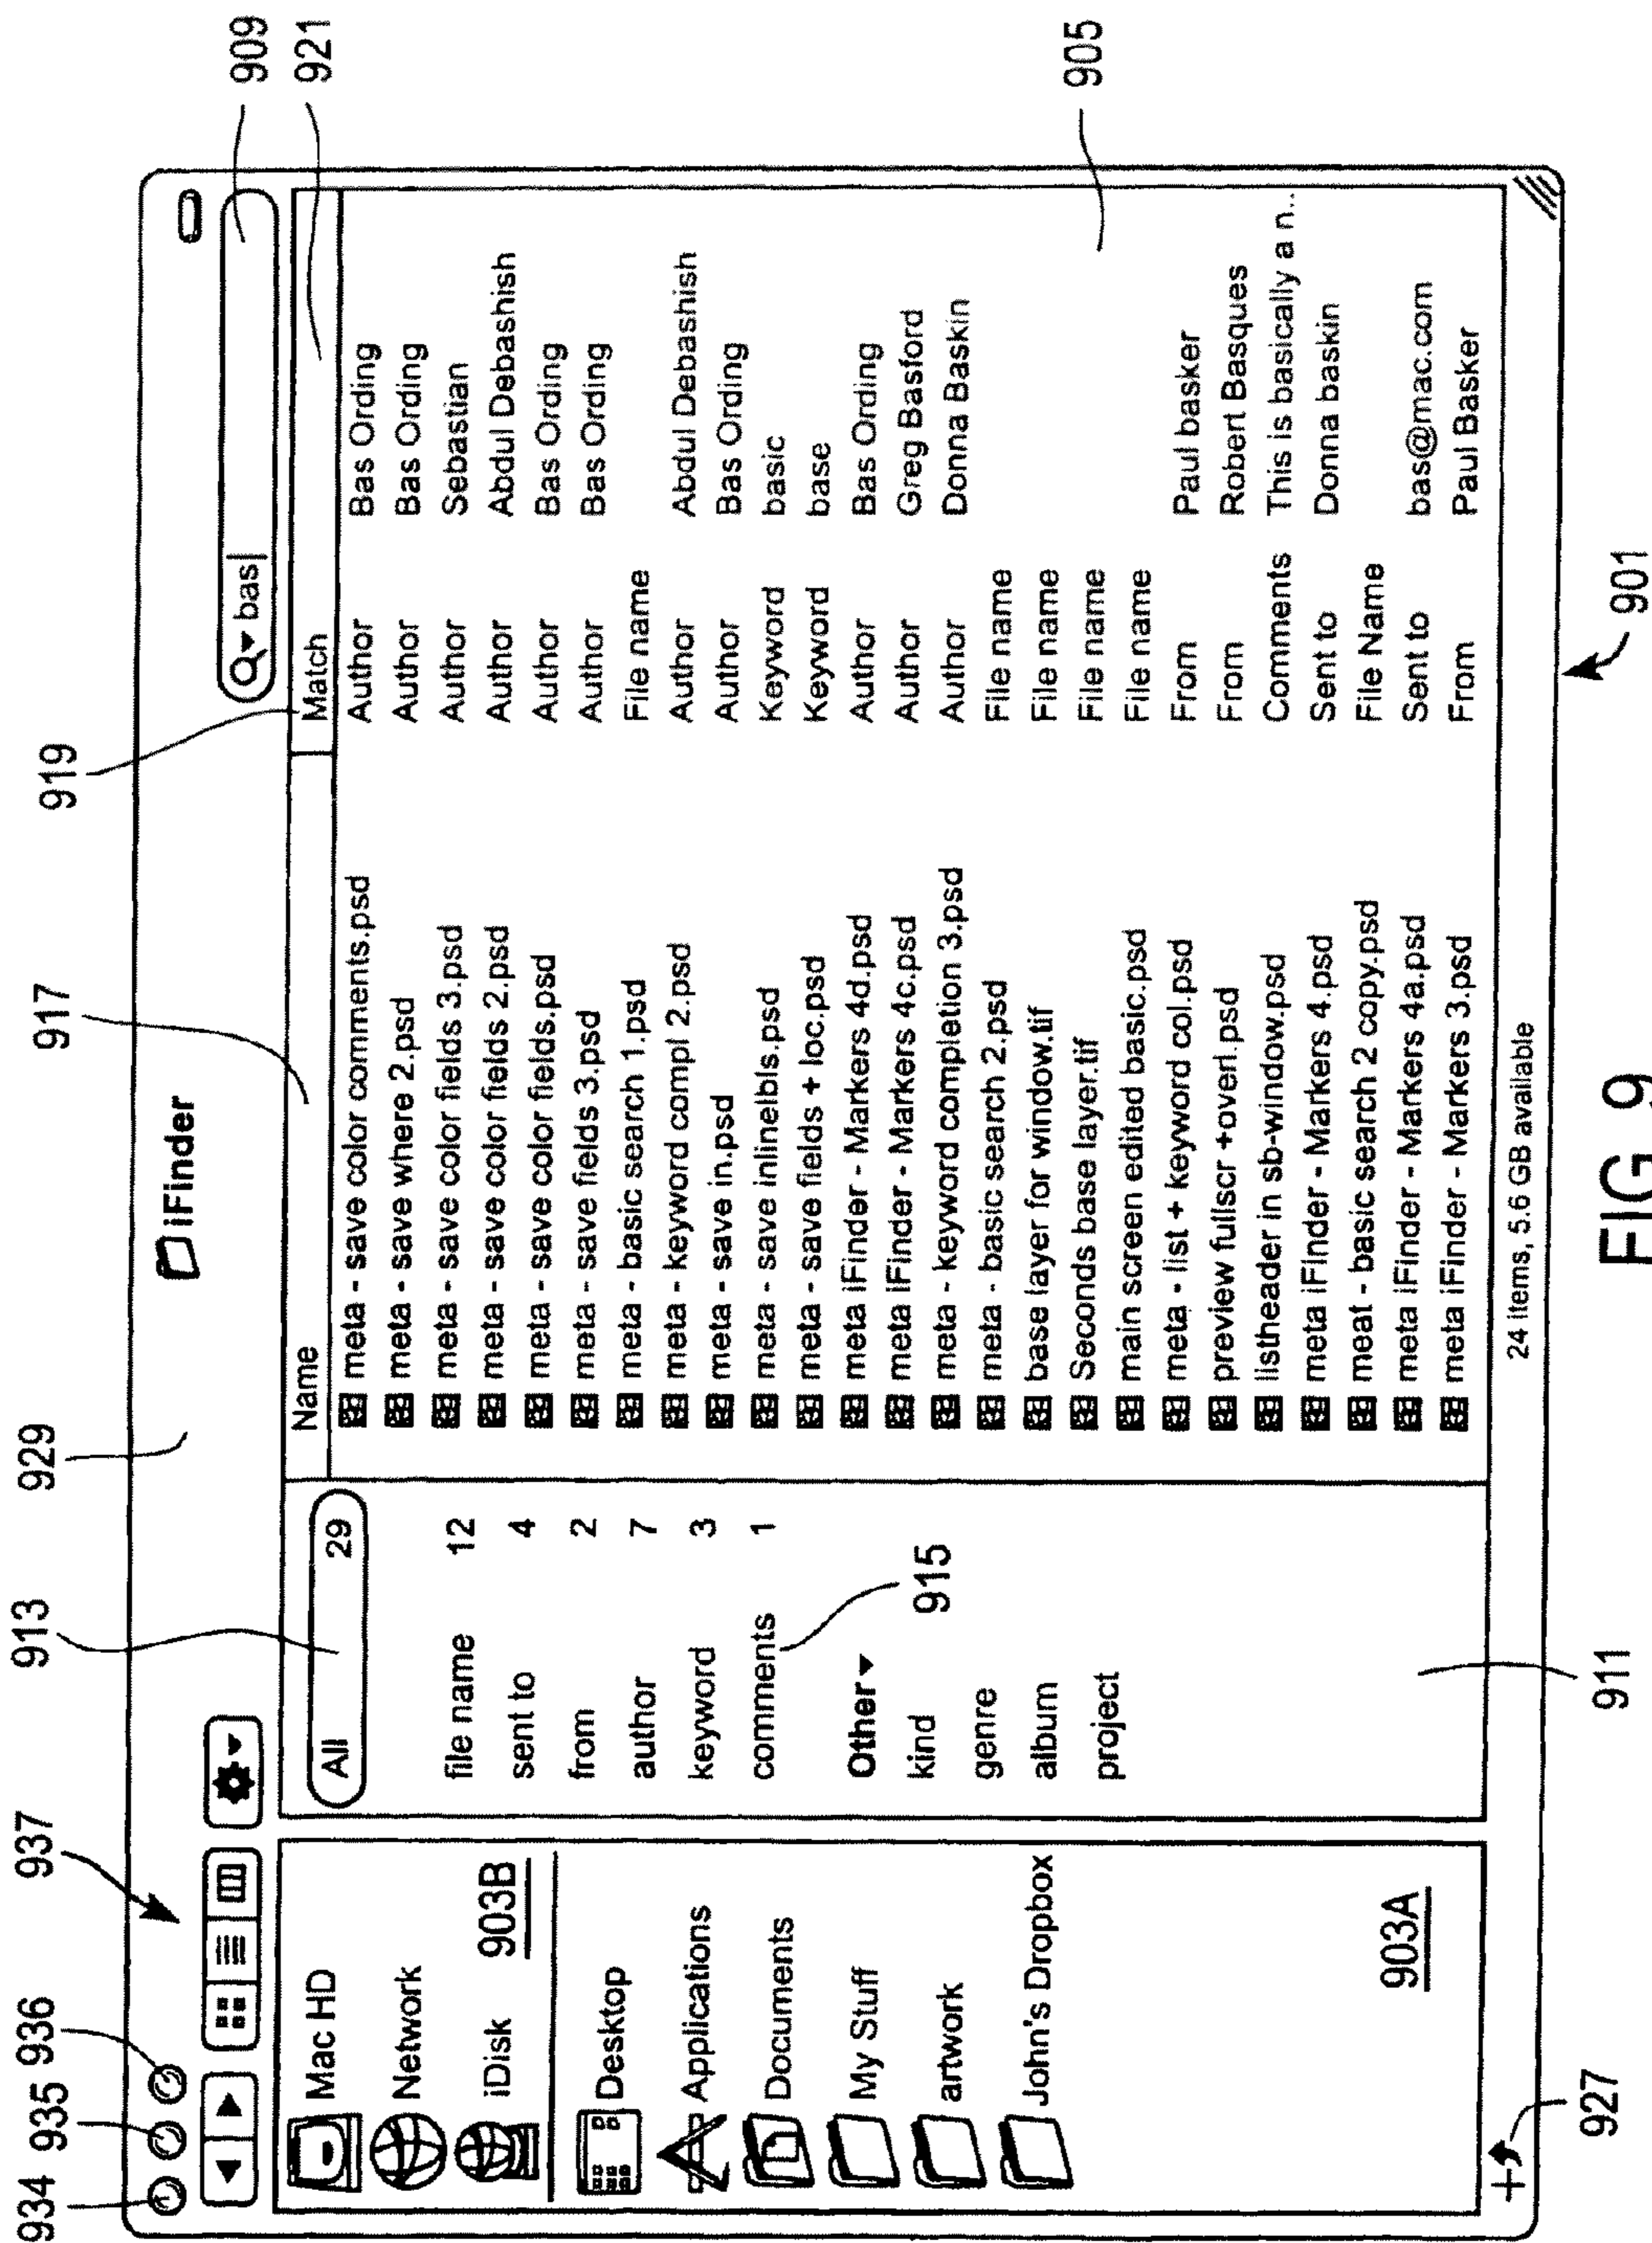 934 935 936 937 913 929 917 919
iFinder
bas
909
921
Mac HD
Network
iDisk
903B
Desktop
Applications
Documents
My Stuff
artwork
John's Dropbox
903A
All 29
file name 12
sent to 4
from 2
author 7
keyword 3
comments 1
915
Other
kind
genre
album
project
Name Match
meta - save color comments.psd Author Bas Ording
meta - save where 2.psd Author Bas Ording
meta - save color fields 3.psd Author Sebastian
meta - save color fields 2.psd Author Abdul Debashish
meta - save color fields.psd Author Bas Ording
meta - save fields 3.psd Author Bas Ording
meta - basic search 1.psd File name
meta - keyword compl 2.psd Author Abdul Debashish
meta - save in.psd Author Bas Ording
meta - save inlinelbls.psd Keyword basic
meta - save fields + loc.psd Keyword base
meta iFinder - Markers 4d.psd Author Bas Ording
meta iFinder - Markers 4c.psd Author Greg Basford
meta - keyword completion 3.psd Author Donna Baskin
meta - basic search 2.psd File name
base layer for window.tif File name
Seconds base layer.tif File name
main screen edited basic.psd File name
meta - list + keyword col.psd From Paul basker
preview fullscr +overl.psd From Robert Basques
listheader in sb-window.psd Comments This is basically a n..
meta iFinder - Markers 4.psd Sent to Donna baskin
meat - basic search 2 copy.psd File Name
meta iFinder - Markers 4a.psd Sent to bas@mac.com
meta iFinder - Markers 3.psd From Paul Basker
905
24 items, 5.6 GB available
927 911 901
FIG 9